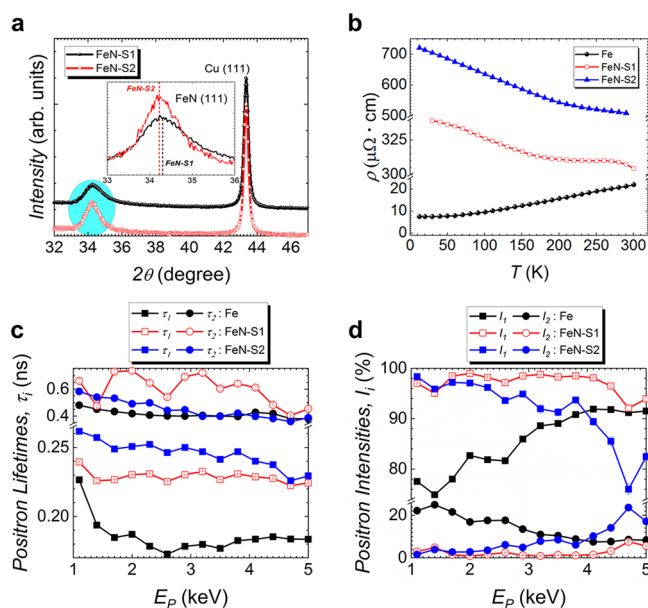 a
FeN-S1
FeN-S2
Cu (111)
FeN-S2
FeN (111)
FeN-S1
33 34 35 36
Intensity (arb. units)
32 34 36 38 40 42 44 46
2θ (degree)
b
Fe
FeN-S1
FeN-S2
700
600
500
325
300
20
10
0
ρ (μΩ · cm)
0 50 100 150 200 250 300
T (K)
c
τ1 τ2 : Fe
τ1 τ2 : FeN-S1
τ1 τ2 : FeN-S2
0.6
0.4
0.25
0.20
Positron Lifetimes, τi (ns)
1 2 3 4 5
EP (keV)
d
I1 I2 : Fe
I1 I2 : FeN-S1
I1 I2 : FeN-S2
100
90
80
20
10
0
Positron Intensities, Ii (%)
1 2 3 4 5
EP (keV)